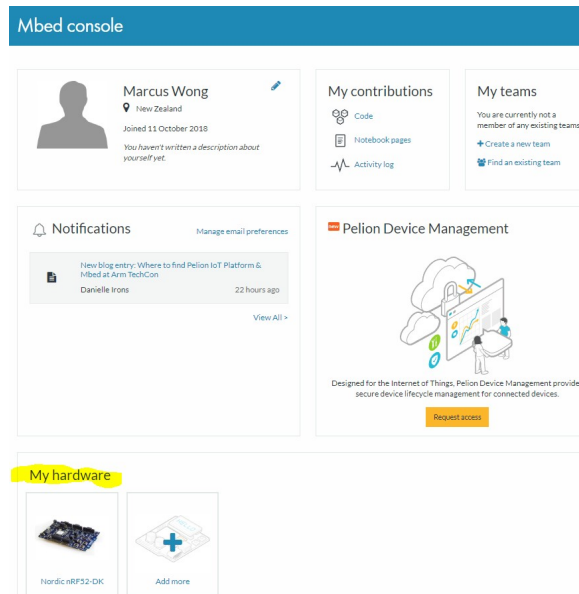 Mbed console
Marcus Wong
New Zealand
Joined 11 October 2018
You haven't written a description about
yourself yet.
My contributions
Code
Notebook pages
Activity log
My teams
You are currently not a
member of any existing teams
Create a new team
Find an existing team
Notifications
Manage email preferences
New blog entry: Where to find Pelion IoT Platform &
Mbed at Arm TechCon
Danielle Irons
22 hours ago
View All >
Pelion Device Management
Designed for the Internet of Things, Pelion Device Management provide
secure device lifecycle management for connected devices.
Request access
My hardware
Nordic nRF52-DK
Add more